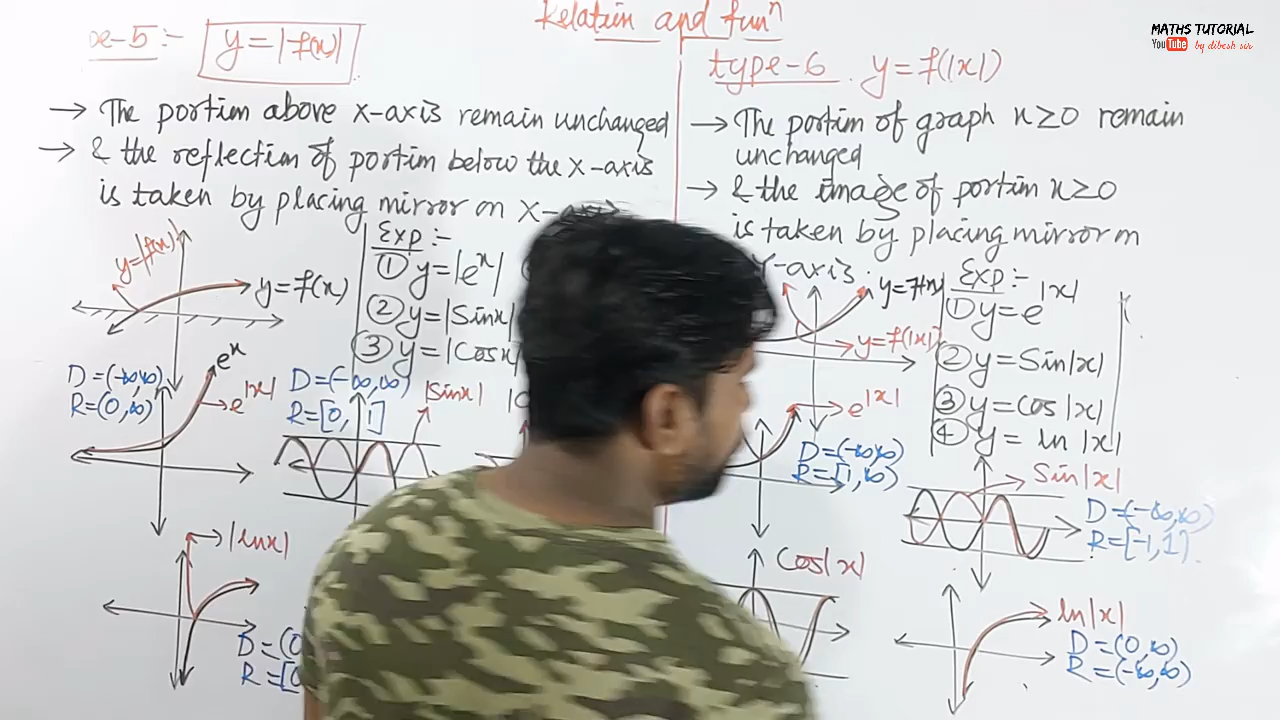 Relation and funⁿ
MATHS TUTORIAL
YouTube by dibesh sir
pe-5:- y=|f(x)|
→ The portion above x-axis remain unchanged
→ & the reflection of portion below the x-axis
is taken by placing mirror on x-axis
y=|f(x)|
y=f(x)
Exp:-
① y=|eˣ|
② y=|Sinx|
③ y=|Cosx|
D=(-∞,∞)
R=(0,∞)
eˣ
e|x|
D=(-∞,∞)
R=[0,1]
|Sinx|
|lnx|
D=(0
R=[0
type-6. y=f(|x|)
→ The portion of graph x≥0 remain
unchanged
→ & the image of portion x≥0
is taken by placing mirror on
Y-axis.
y=f(x)
y=f(|x|)
Exp:-
① y=e|x|
② y=Sin|x|
③ y=Cos|x|
④ y=ln|x|
e|x|
D=(-∞,∞)
R=[1,∞)
Sin|x|
D=(-∞,∞)
R=[-1,1].
Cos|x|
ln|x|
D=(0,∞)
R=(-∞,∞)